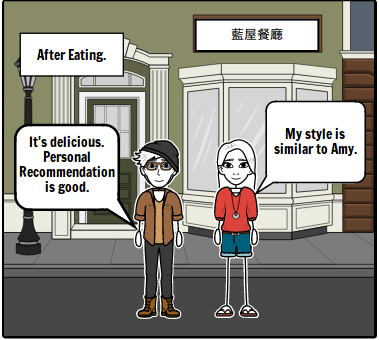 After Eating.
藍屋餐廳
It's delicious.
Personal
Recommendation
is good.
My style is
similar to Amy.